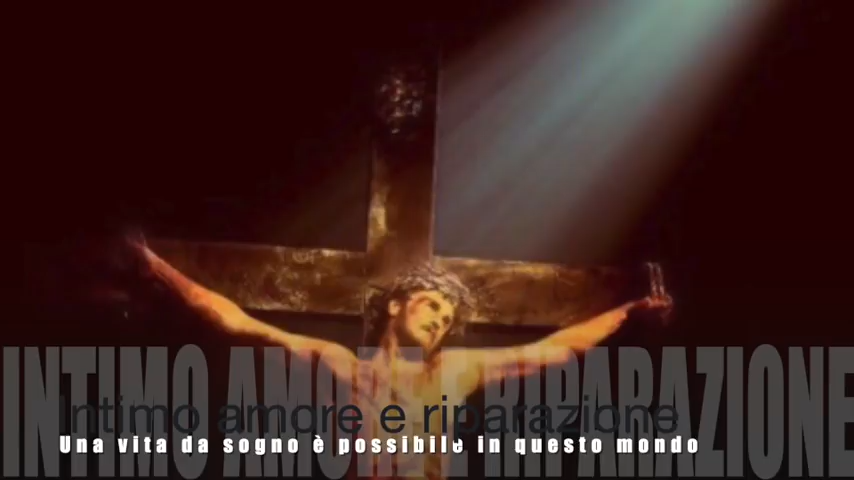 INTIMO AMORE E RIPARAZIONE
Intimo amore e riparazione
Una vita da sogno è possibile in questo mondo